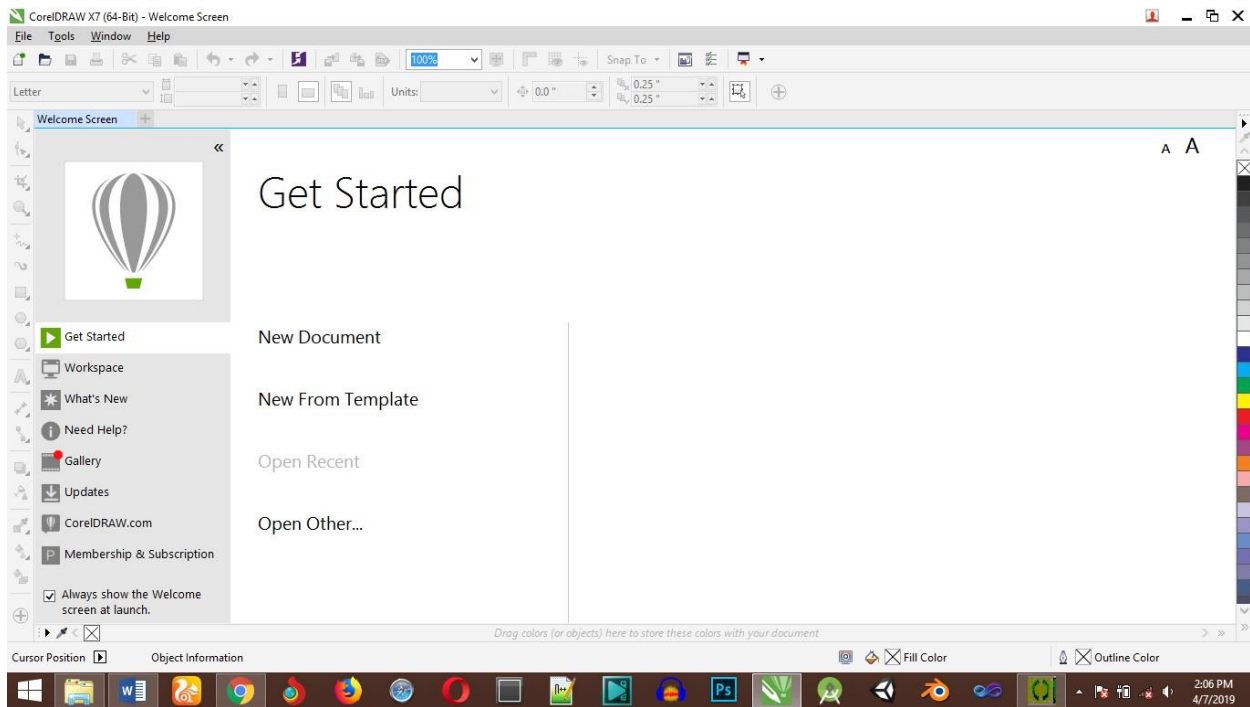 CorelDRAW X7 (64-Bit) - Welcome Screen
File Tools Window Help
100% Snap To
Letter Units: 0.0 " 0.25 "
0.25 "
Welcome Screen
A A
Get Started
Get Started
Workspace
What's New
Need Help?
Gallery
Updates
CorelDRAW.com
Membership & Subscription
Always show the Welcome
screen at launch.
New Document
New From Template
Open Recent
Open Other...
Drag colors (or objects) here to store these colors with your document
Cursor Position Object Information Fill Color Outline Color
Ps
2:06 PM
4/7/2019